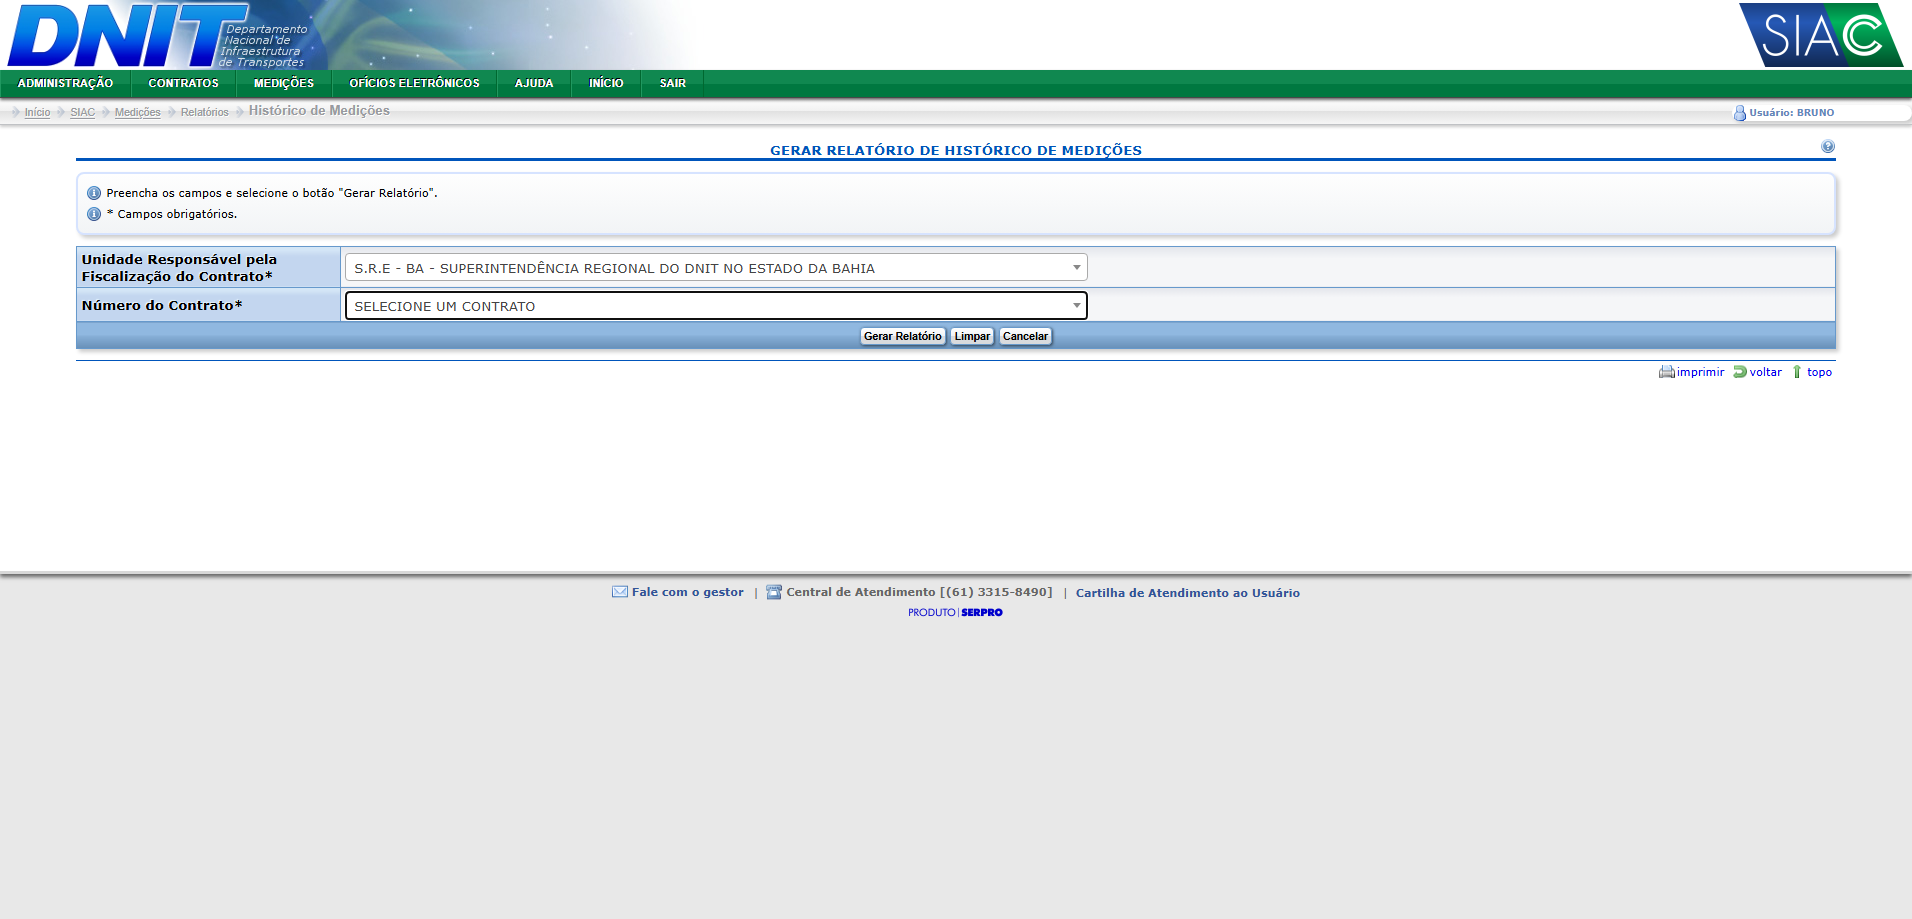 DNIT
Departamento
Nacional de
Infraestrutura
de Transportes
SIAC
ADMINISTRAÇÃO CONTRATOS MEDIÇÕES OFÍCIOS ELETRÔNICOS AJUDA INÍCIO SAIR
Início SIAC Medições Relatórios Histórico de Medições
Usuário: BRUNO
GERAR RELATÓRIO DE HISTÓRICO DE MEDIÇÕES
Preencha os campos e selecione o botão "Gerar Relatório".
* Campos obrigatórios.
Unidade Responsável pela
Fiscalização do Contrato*
S.R.E - BA - SUPERINTENDÊNCIA REGIONAL DO DNIT NO ESTADO DA BAHIA
Número do Contrato*
SELECIONE UM CONTRATO
Gerar Relatório Limpar Cancelar
imprimir voltar topo
Fale com o gestor | Central de Atendimento [(61) 3315-8490] | Cartilha de Atendimento ao Usuário
PRODUTO | SERPRO